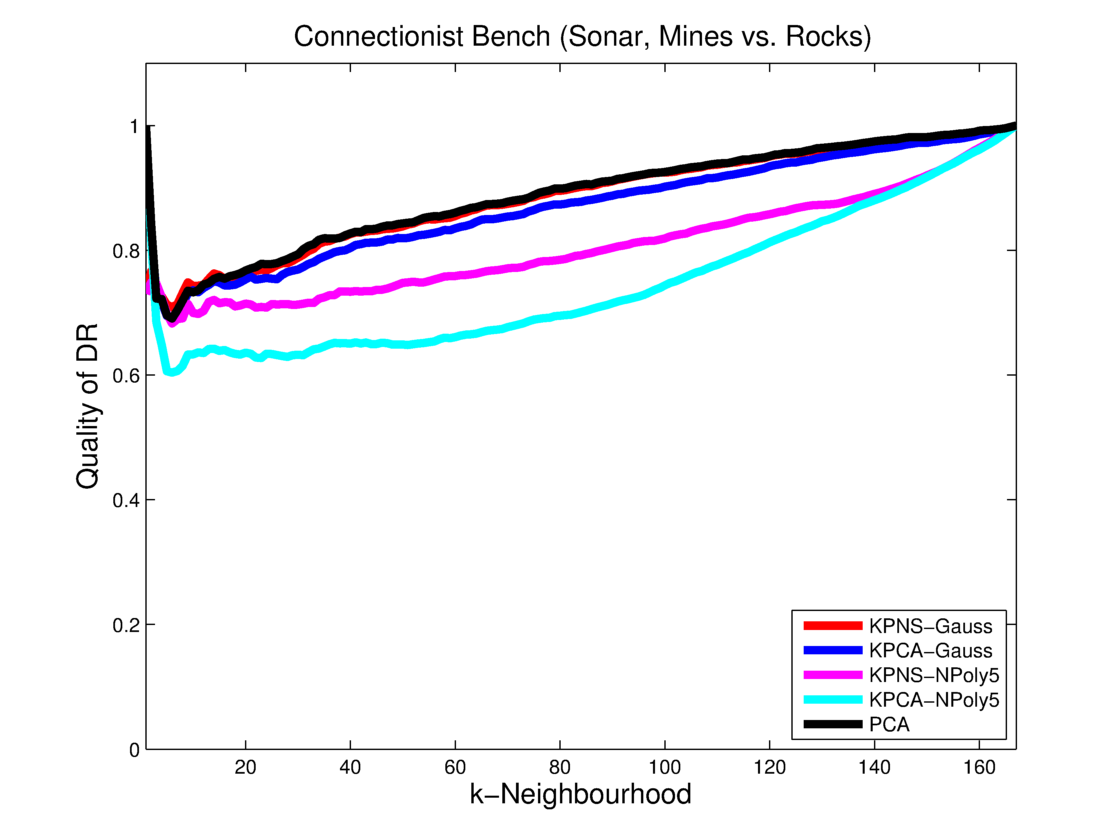 Connectionist Bench (Sonar, Mines vs. Rocks)
1
0.8
0.6
0.4
0.2
0
Quality of DR
20 40 60 80 100 120 140 160
k−Neighbourhood
KPNS−Gauss
KPCA−Gauss
KPNS−NPoly5
KPCA−NPoly5
PCA